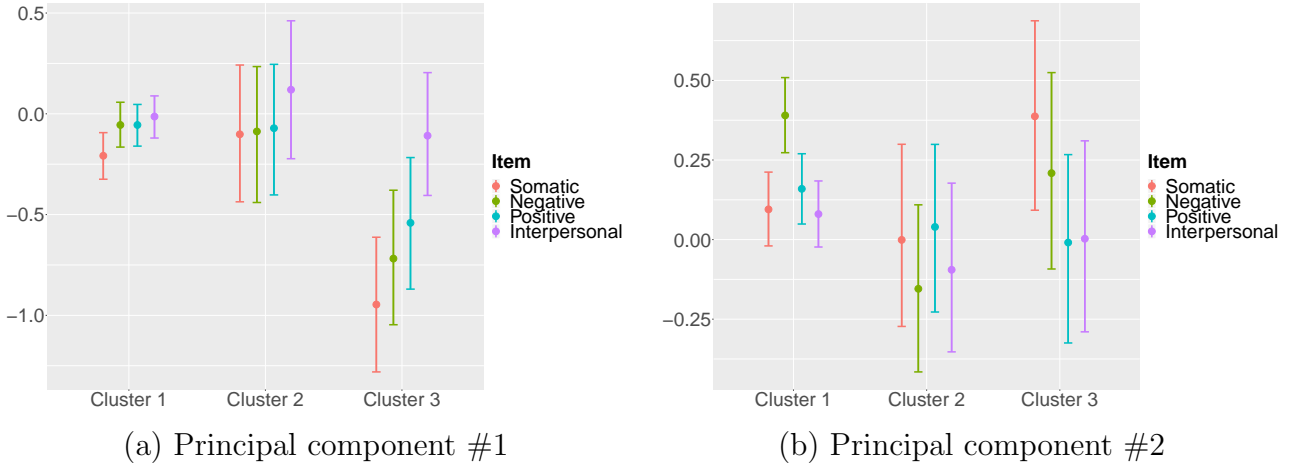 0.5
0.0
−0.5
−1.0
Cluster 1 Cluster 2 Cluster 3
Item
Somatic
Negative
Positive
Interpersonal
(a) Principal component #1
0.50
0.25
0.00
−0.25
Cluster 1 Cluster 2 Cluster 3
Item
Somatic
Negative
Positive
Interpersonal
(b) Principal component #2